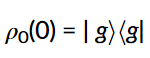 ρ₀(0) = | g⟩⟨g|